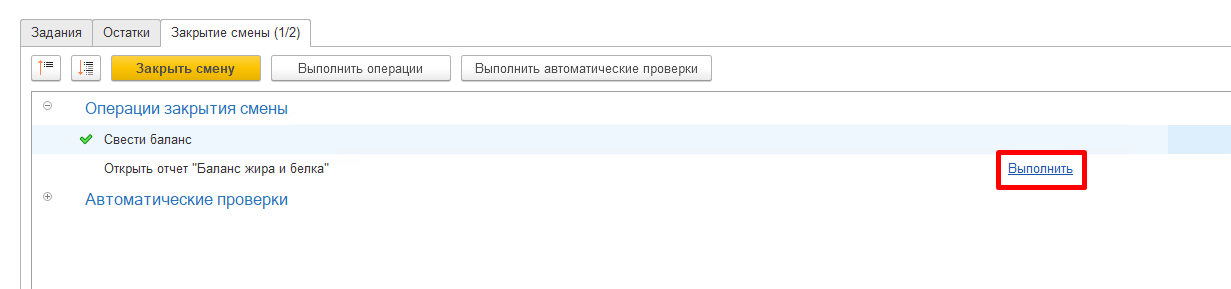 Задания Остатки Закрытие смены (1/2)
Закрыть смену Выполнить операции Выполнить автоматические проверки
Операции закрытия смены
Свести баланс
Открыть отчет "Баланс жира и белка" Выполнить
Автоматические проверки